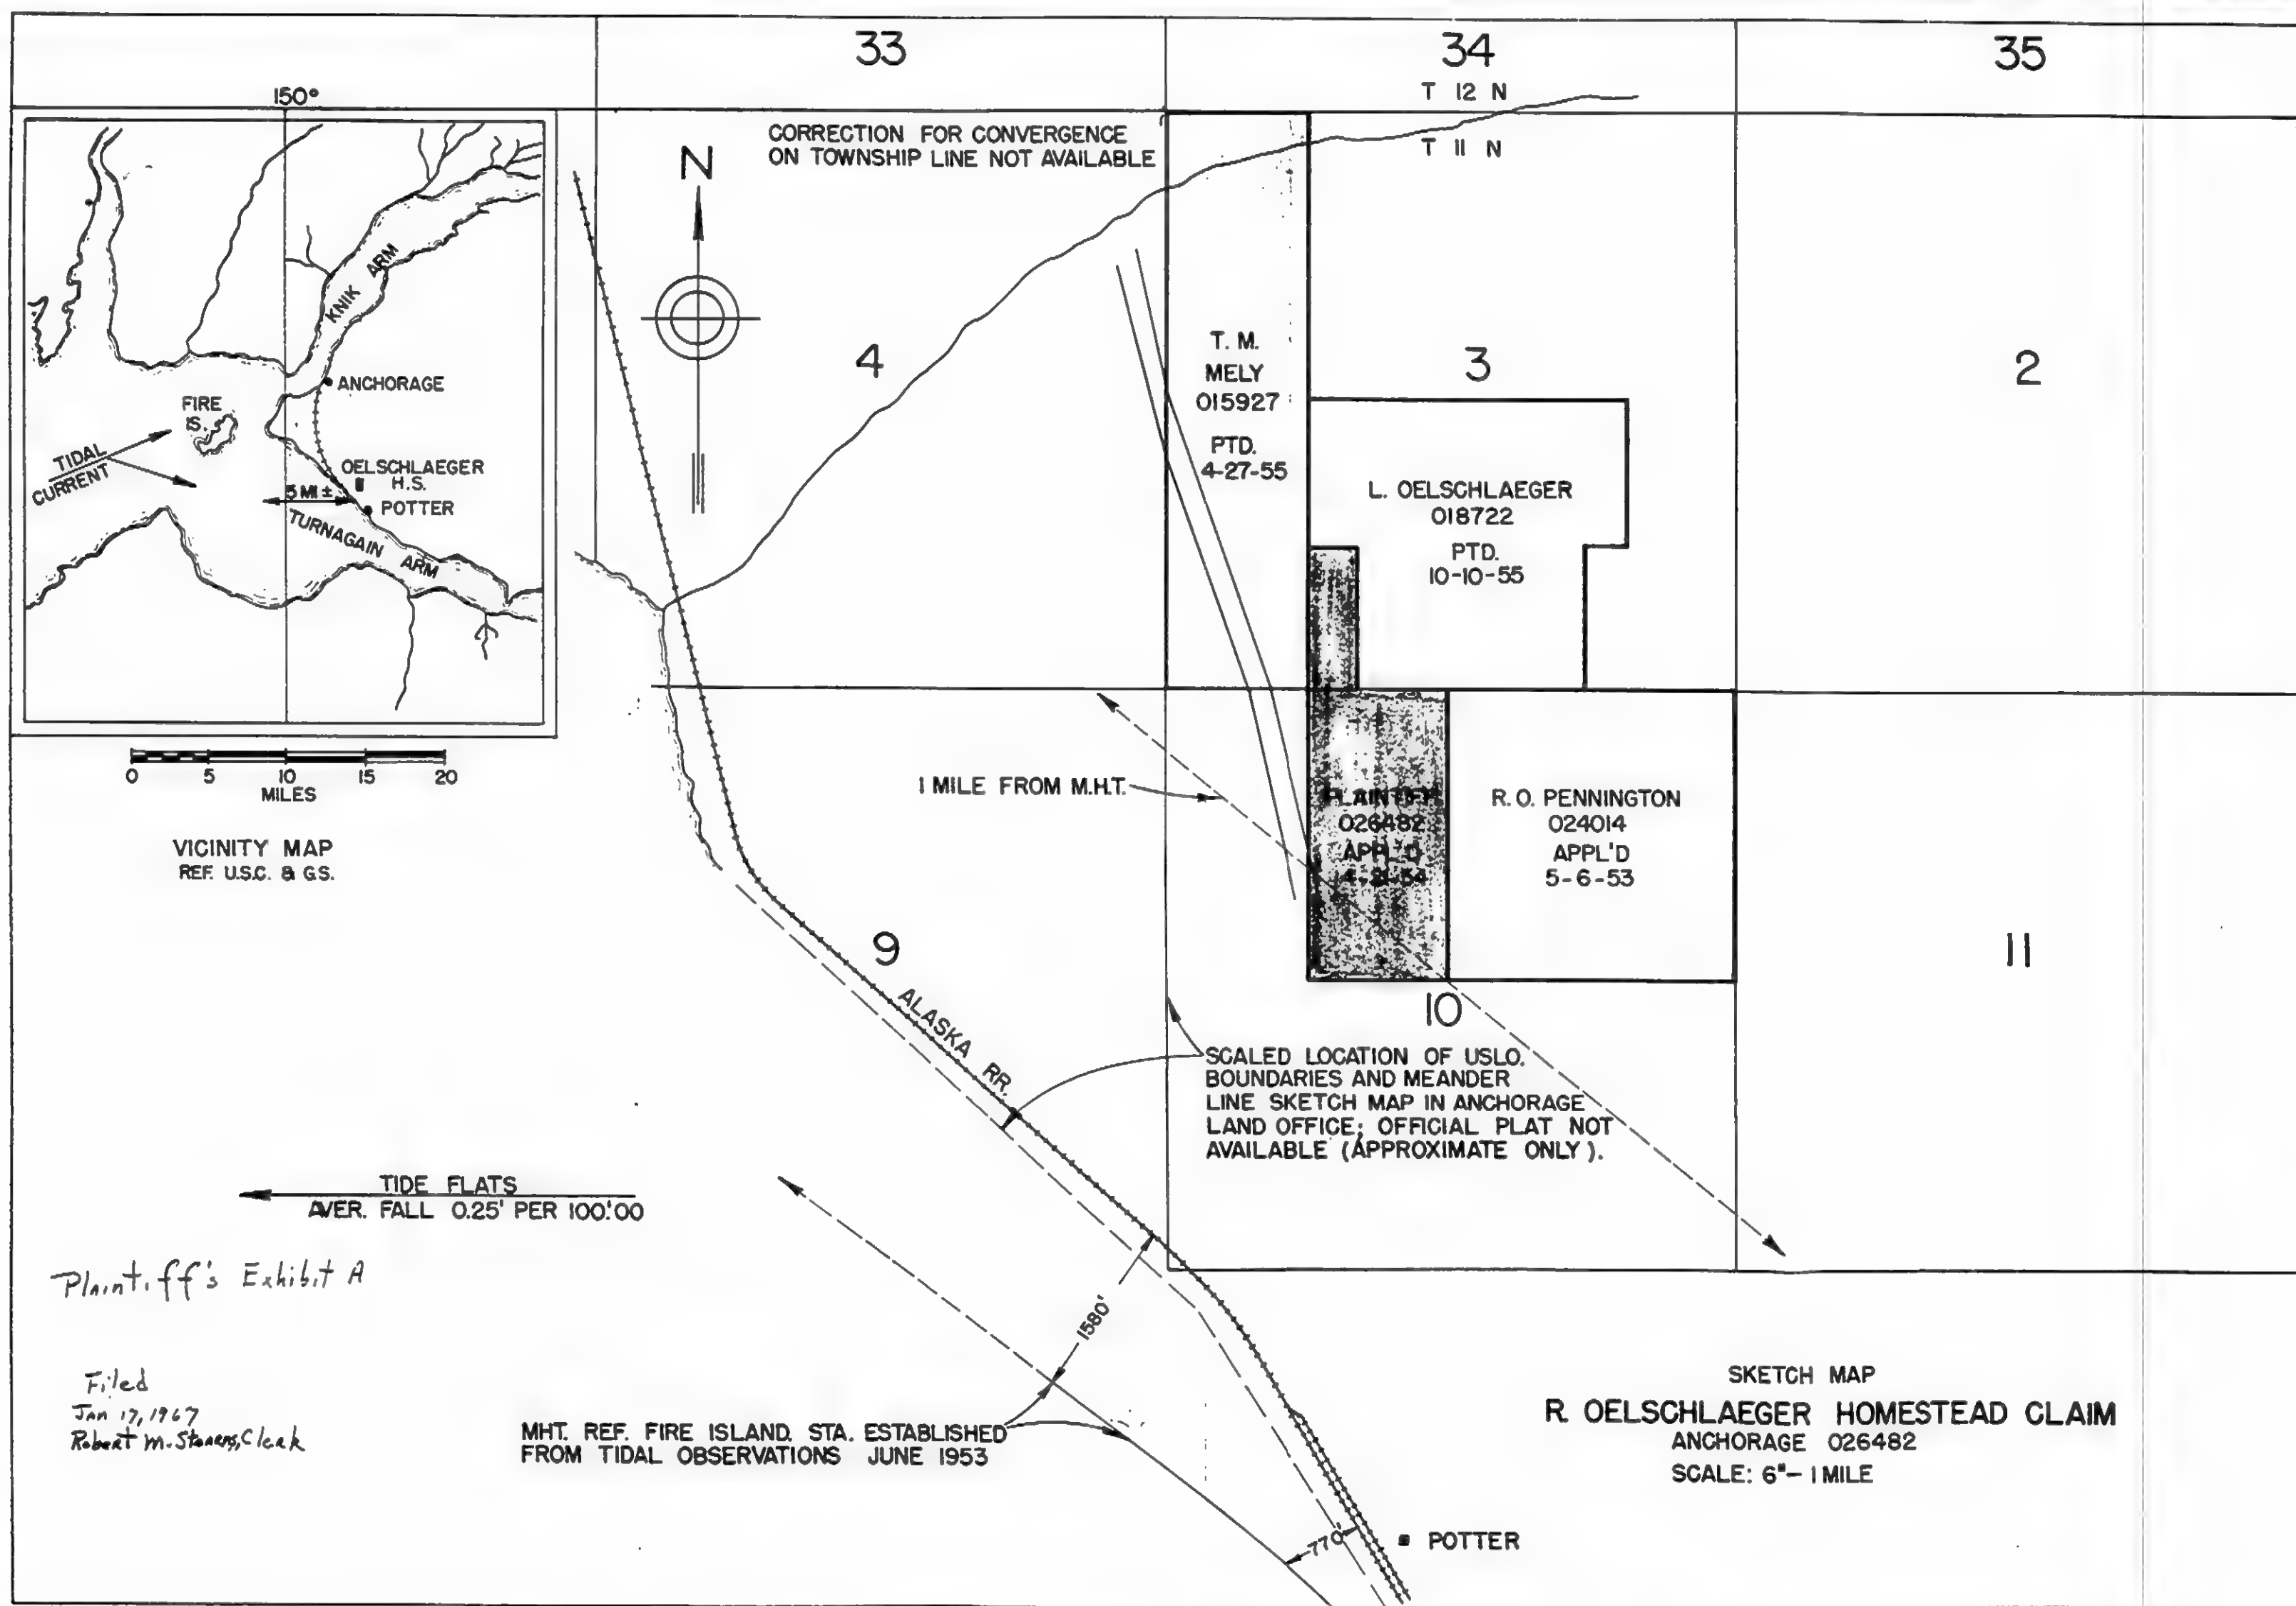 33
34
35
T 12 N
T 11 N
150°
CORRECTION FOR CONVERGENCE
ON TOWNSHIP LINE NOT AVAILABLE
N
KNIK ARM
ANCHORAGE
FIRE
IS.
TIDAL
CURRENT
OELSCHLAEGER
H.S.
5 MI ±
POTTER
TURNAGAIN ARM
0 5 10 15 20
MILES
VICINITY MAP
REF. U.S.C. & G.S.
4
3
2
T. M.
MELY
015927
PTD.
4-27-55
L. OELSCHLAEGER
018722
PTD.
10-10-55
1 MILE FROM M.H.T.
PLAINTIFF
026482
APPL'D
4-21-54
R. O. PENNINGTON
024014
APPL'D
5-6-53
9
10
11
ALASKA RR.
SCALED LOCATION OF USLO.
BOUNDARIES AND MEANDER
LINE SKETCH MAP IN ANCHORAGE
LAND OFFICE; OFFICIAL PLAT NOT
AVAILABLE (APPROXIMATE ONLY).
TIDE FLATS
AVER. FALL 0.25' PER 100.'00
Plaintiff's Exhibit A
Filed
Jan 17, 1967
Robert M. Stearns, Clerk
1580'
MHT. REF. FIRE ISLAND. STA. ESTABLISHED
FROM TIDAL OBSERVATIONS JUNE 1953
770'
POTTER
SKETCH MAP
R. OELSCHLAEGER HOMESTEAD CLAIM
ANCHORAGE 026482
SCALE: 6"- 1 MILE